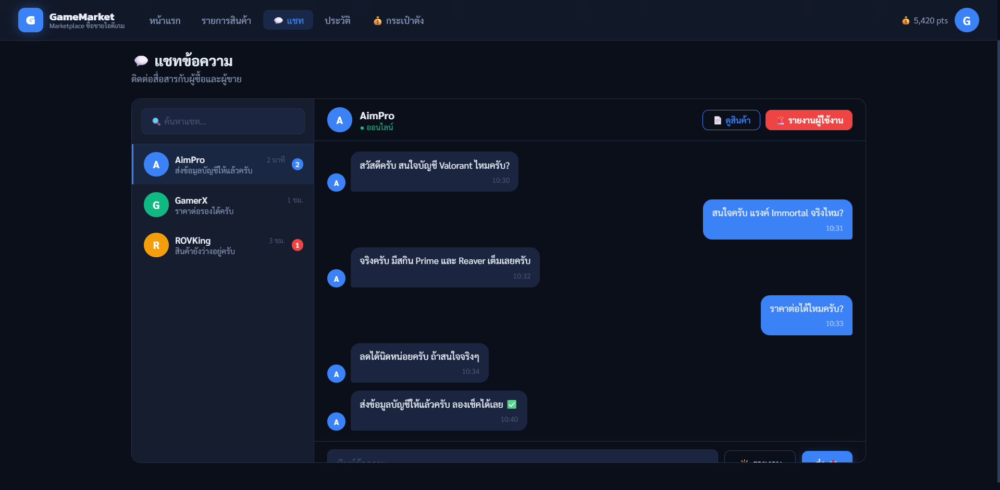 G
GameMarket
Marketplace ซื้อขายไอดีเกม
หน้าแรก
รายการสินค้า
แชท
ประวัติ
กระเป๋าตัง
5,420 pts
G
แชทข้อความ
ติดต่อสื่อสารกับผู้ซื้อและผู้ขาย
ค้นหาแชท...
A
AimPro
2 นาที
ส่งข้อมูลบัญชีให้แล้วครับ
2
G
GamerX
1 ชม.
ราคาต่อรองได้ครับ
R
ROVKing
3 ชม.
สินค้ายังว่างอยู่ครับ
1
A
AimPro
ออนไลน์
ดูสินค้า
รายงานผู้ใช้งาน
สวัสดีครับ สนใจบัญชี Valorant ไหมครับ?
10:30
A
สนใจครับ แรงค์ Immortal จริงไหม?
10:31
จริงครับ มีสกิน Prime และ Reaver เต็มเลยครับ
10:32
A
ราคาต่อได้ไหมครับ?
10:33
ลดได้นิดหน่อยครับ ถ้าสนใจจริงๆ
10:34
A
ส่งข้อมูลบัญชีให้แล้วครับ ลองเช็คได้เลย ✅
10:40
A